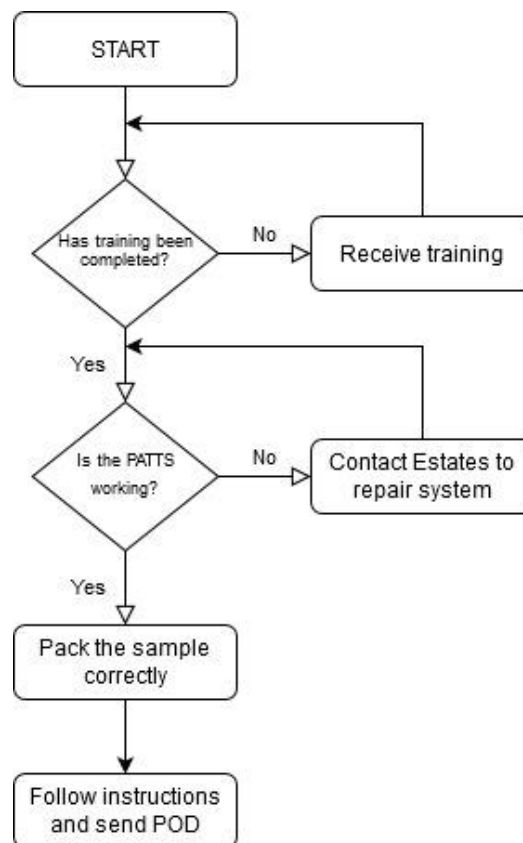 START
Has training been
completed?
No
Receive training
Yes
Is the PATTS
working?
No
Contact Estates to
repair system
Yes
Pack the sample
correctly
Follow instructions
and send POD